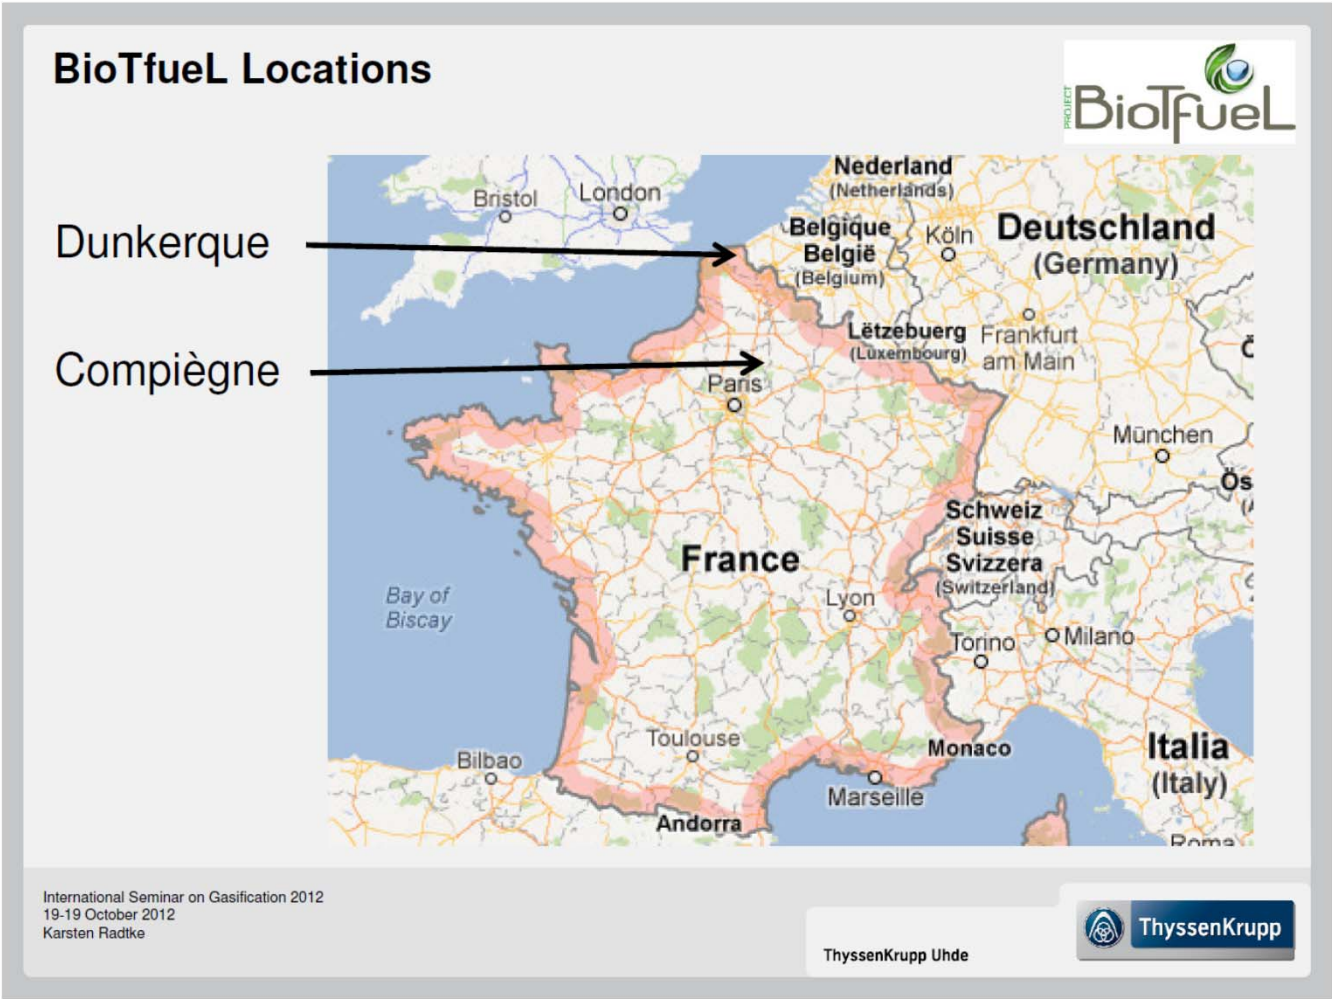 BioTfueL Locations
PROJECT
BioTfueL
Dunkerque
Compiègne
Nederland
(Netherlands)
Bristol
London
Belgique
België
(Belgium)
Köln
Deutschland
(Germany)
Lëtzebuerg
(Luxembourg)
Frankfurt
am Main
Paris
München
Ös
Schweiz
Suisse
Svizzera
(Switzerland)
France
Bay of
Biscay
Lyon
Torino
Milano
Toulouse
Monaco
Bilbao
Italia
(Italy)
Marseille
Andorra
Roma
International Seminar on Gasification 2012
19-19 October 2012
Karsten Radtke
ThyssenKrupp Uhde
ThyssenKrupp